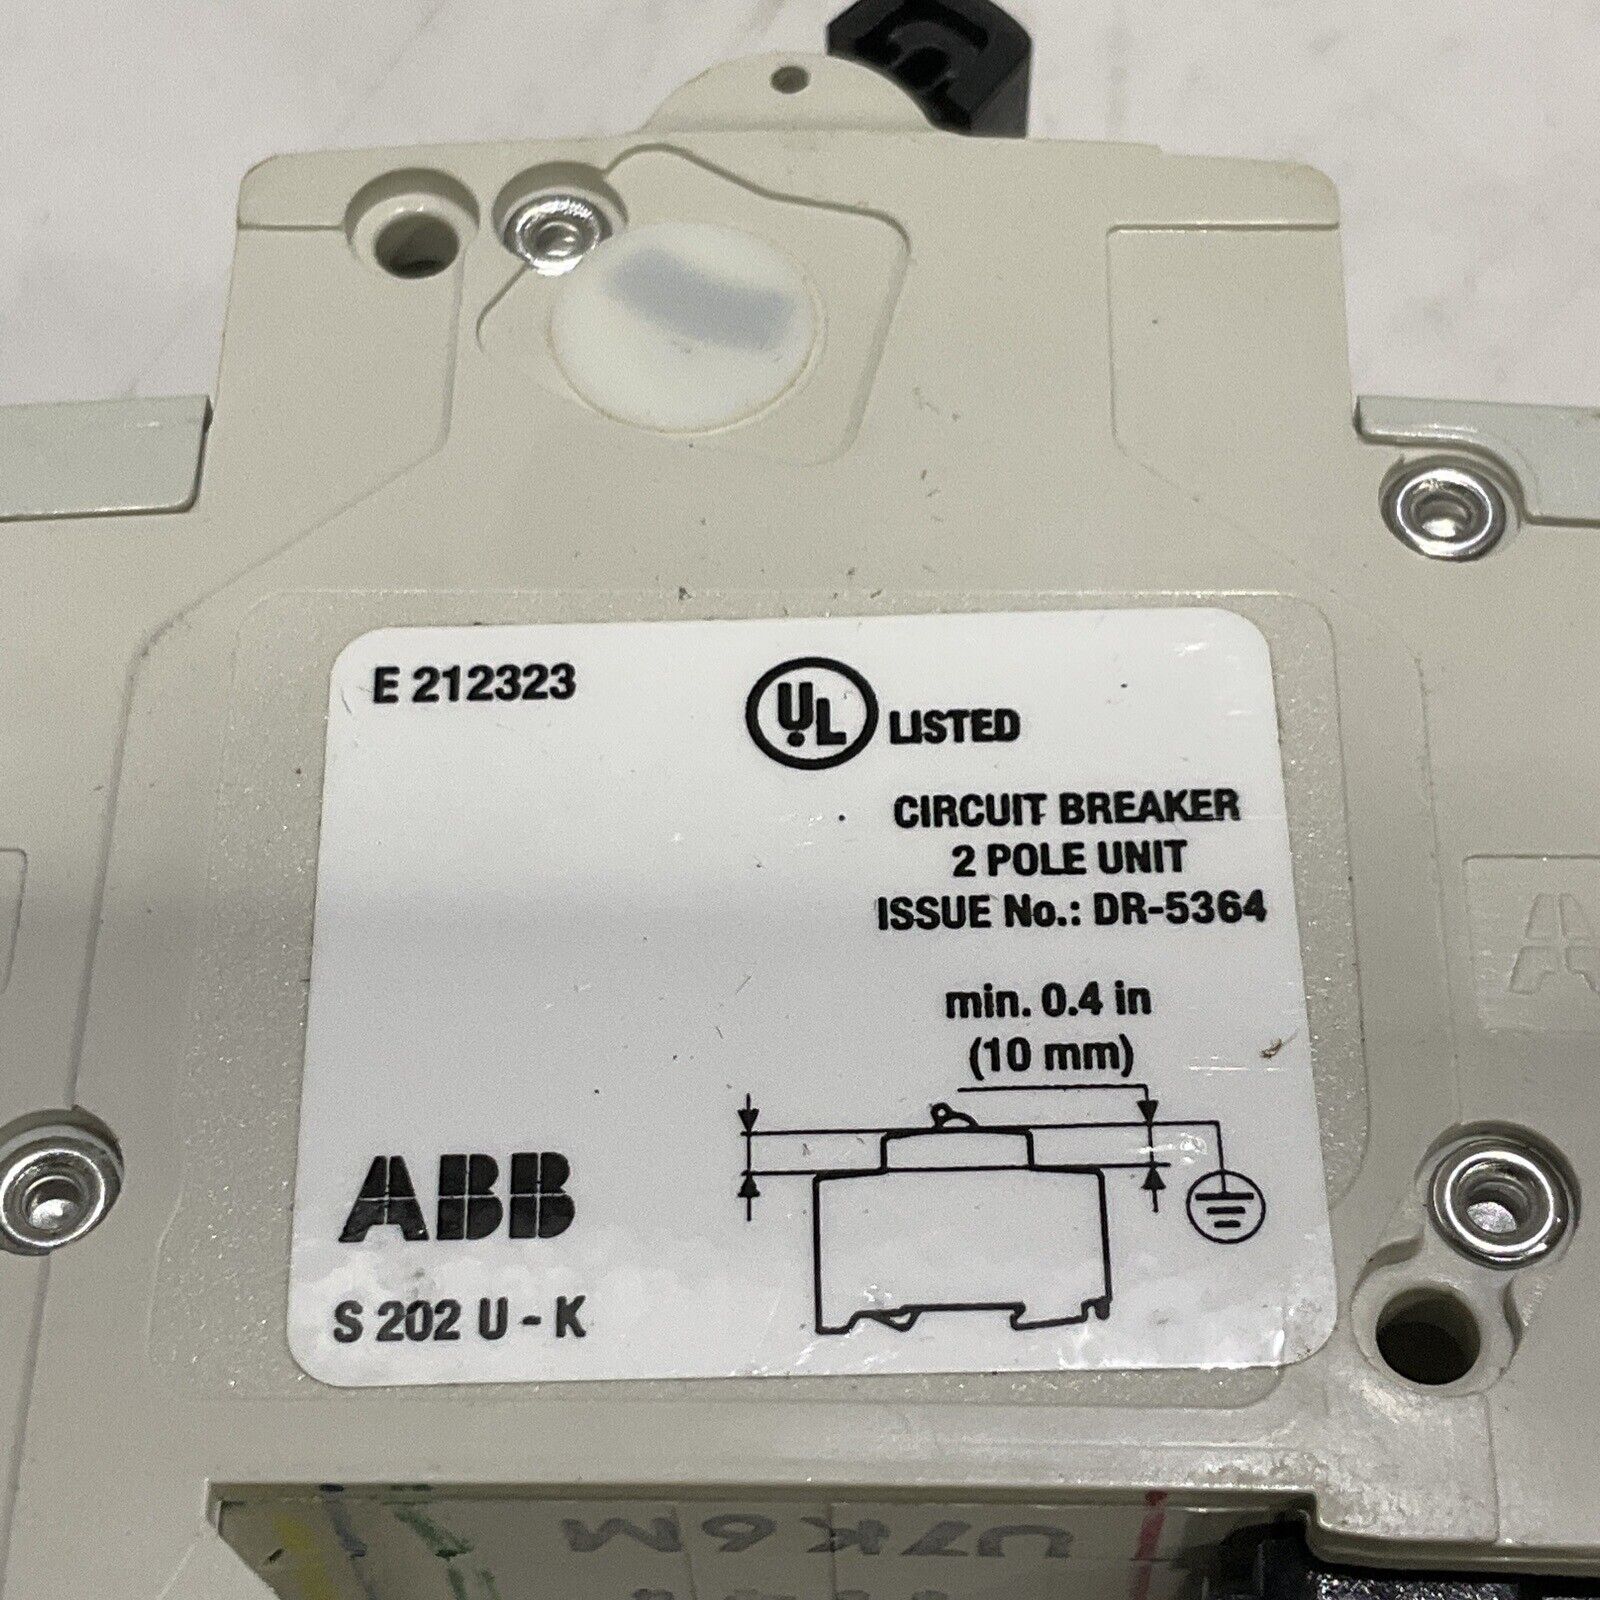 E 212323
UL LISTED
CIRCUIT BREAKER
2 POLE UNIT
ISSUE No.: DR-5364
min. 0.4 in
(10 mm)
ABB
S 202 U - K